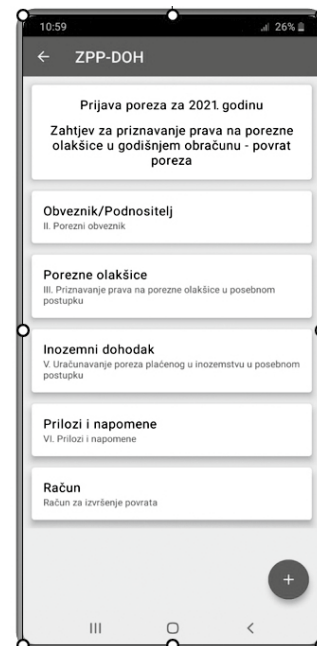 10:59
26%
ZPP-DOH
Prijava poreza za 2021. godinu
Zahtjev za priznavanje prava na porezne
olakšice u godišnjem obračunu - povrat
poreza
Obveznik/Podnositelj
II. Porezni obveznik
Porezne olakšice
III. Priznavanje prava na porezne olakšice u posebnom
postupku
Inozemni dohodak
V. Uračunavanje poreza plaćenog u inozemstvu u posebnom
postupku
Prilozi i napomene
VI. Prilozi i napomene
Račun
Račun za izvršenje povrata